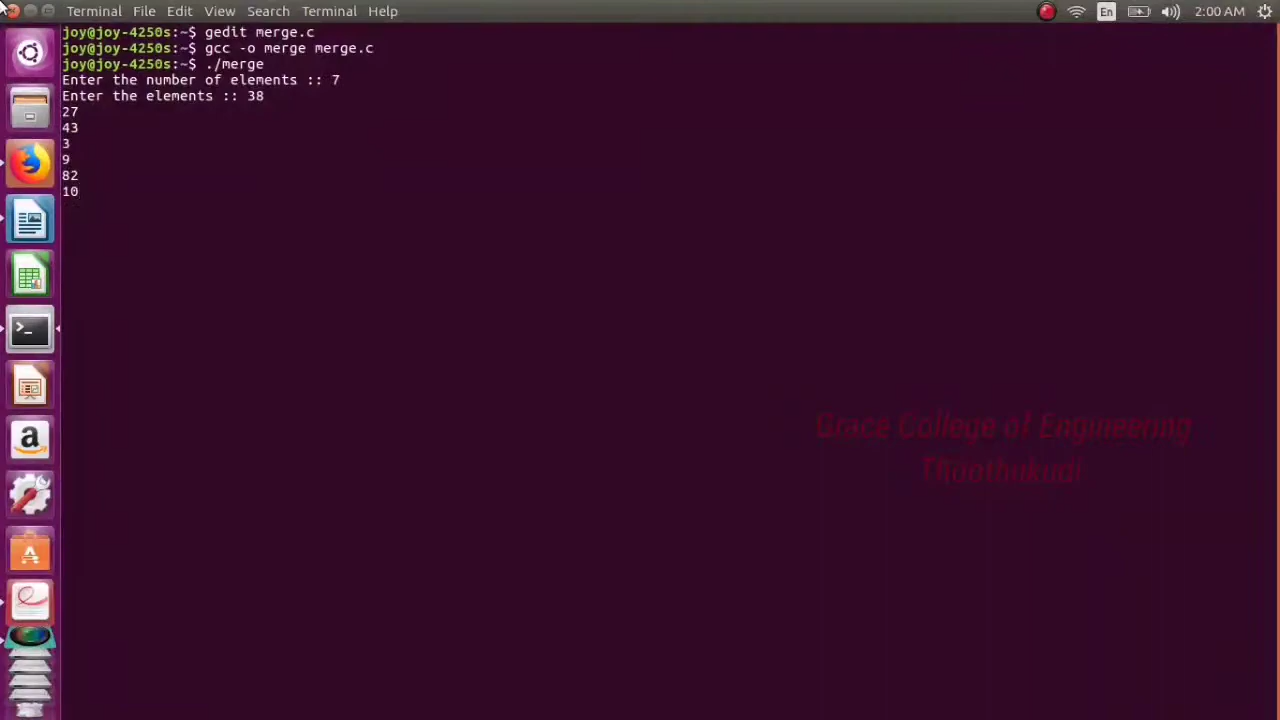 Terminal File Edit View Search Terminal Help En 2:00 AM
joy@joy-4250s:~$ gedit merge.c
joy@joy-4250s:~$ gcc -o merge merge.c
joy@joy-4250s:~$ ./merge
Enter the number of elements :: 7
Enter the elements :: 38
27
43
3
9
82
10
a
Grace College of Engineering
Thoothukudi